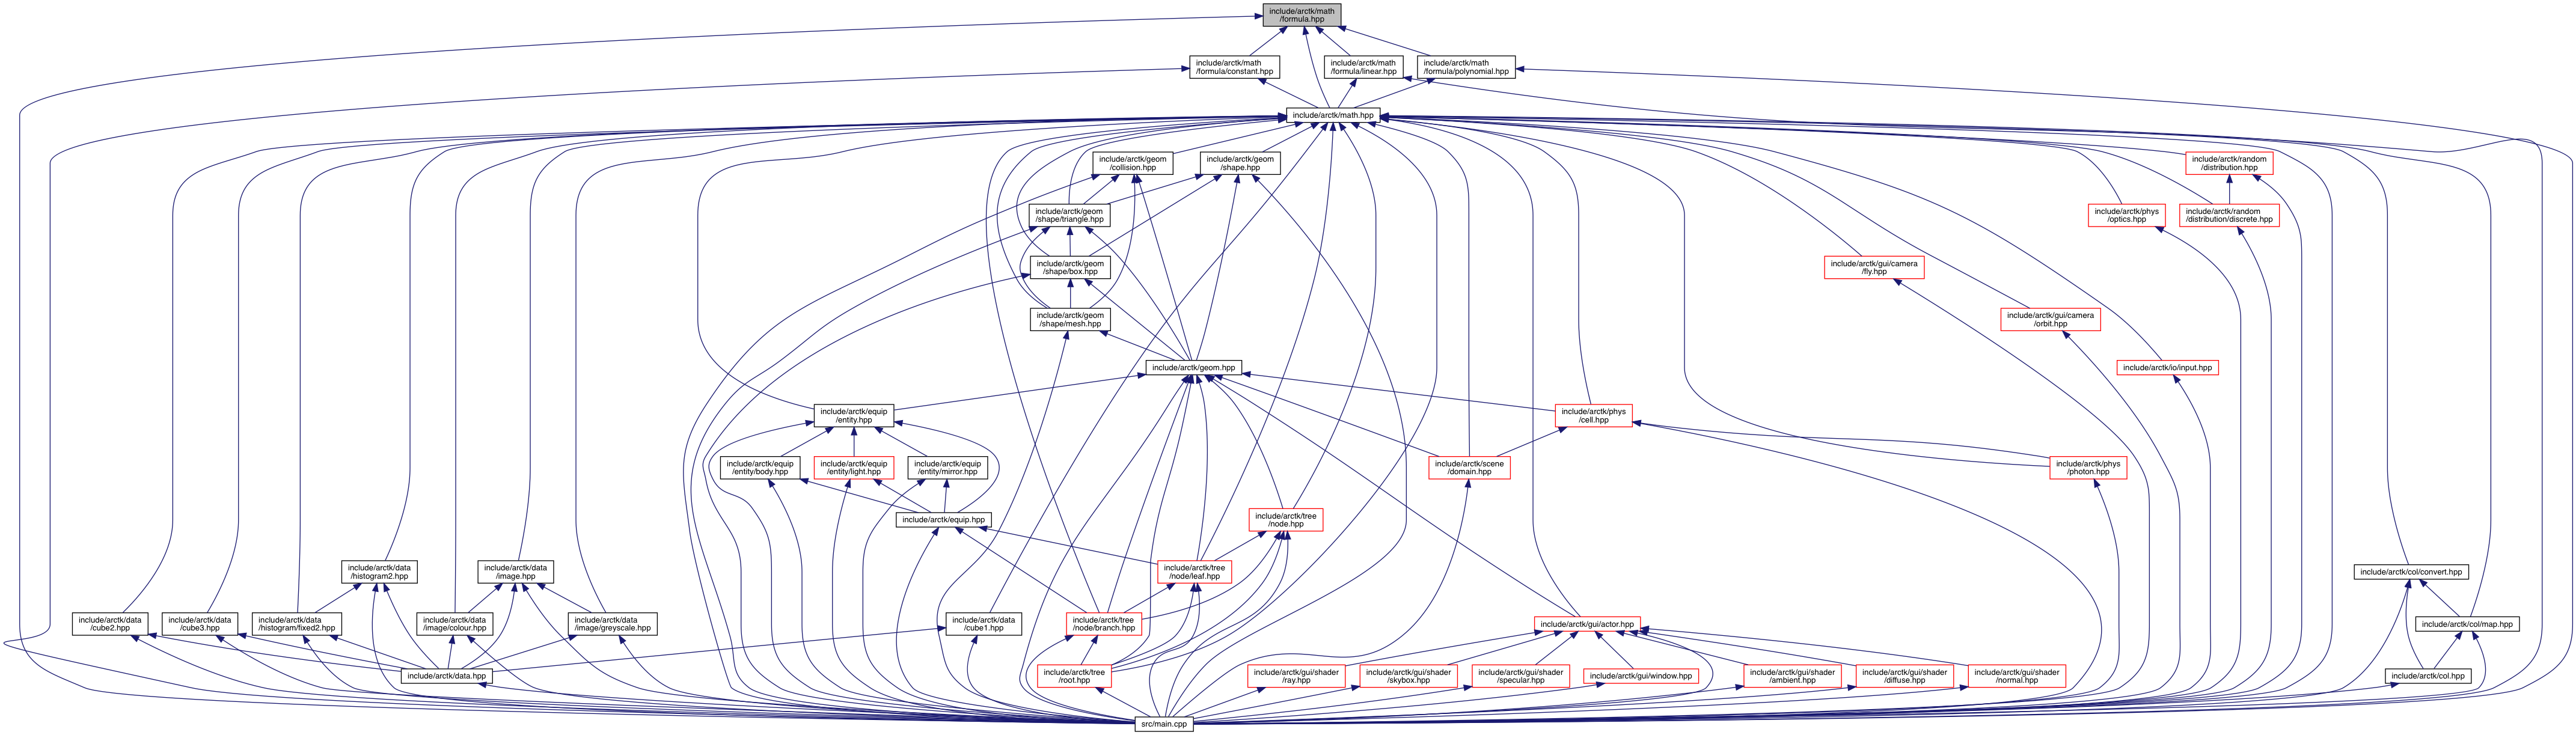 include/arctk/math
/formula.hpp
include/arctk/math
/formula/constant.hpp
include/arctk/math
/formula/linear.hpp
include/arctk/math
/formula/polynomial.hpp
include/arctk/math.hpp
include/arctk/geom
/collision.hpp
include/arctk/geom
/shape.hpp
include/arctk/random
/distribution.hpp
include/arctk/geom
/shape/triangle.hpp
include/arctk/phys
/optics.hpp
include/arctk/random
/distribution/discrete.hpp
include/arctk/geom
/shape/box.hpp
include/arctk/gui/camera
/fly.hpp
include/arctk/geom
/shape/mesh.hpp
include/arctk/gui/camera
/orbit.hpp
include/arctk/geom.hpp
include/arctk/io/input.hpp
include/arctk/equip
/entity.hpp
include/arctk/phys
/cell.hpp
include/arctk/equip
/entity/body.hpp
include/arctk/equip
/entity/light.hpp
include/arctk/equip
/entity/mirror.hpp
include/arctk/scene
/domain.hpp
include/arctk/phys
/photon.hpp
include/arctk/equip.hpp
include/arctk/tree
/node.hpp
include/arctk/data
/histogram2.hpp
include/arctk/data
/image.hpp
include/arctk/tree
/node/leaf.hpp
include/arctk/col/convert.hpp
include/arctk/data
/cube2.hpp
include/arctk/data
/cube3.hpp
include/arctk/data
/histogram/fixed2.hpp
include/arctk/data
/image/colour.hpp
include/arctk/data
/image/greyscale.hpp
include/arctk/data
/cube1.hpp
include/arctk/tree
/node/branch.hpp
include/arctk/gui/actor.hpp
include/arctk/col/map.hpp
include/arctk/data.hpp
include/arctk/tree
/root.hpp
include/arctk/gui/shader
/ray.hpp
include/arctk/gui/shader
/skybox.hpp
include/arctk/gui/shader
/specular.hpp
include/arctk/gui/window.hpp
include/arctk/gui/shader
/ambient.hpp
include/arctk/gui/shader
/diffuse.hpp
include/arctk/gui/shader
/normal.hpp
include/arctk/col.hpp
src/main.cpp